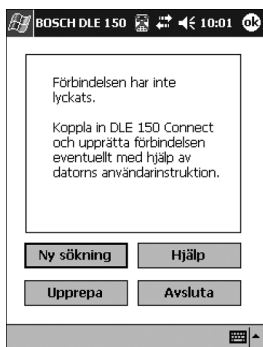 BOSCH DLE 150 10:01 ok
Förbindelsen har inte
lyckats.
Koppla in DLE 150 Connect
och upprätta förbindelsen
eventuellt med hjälp av
datorns användarinstruktion.
Ny sökning Hjälp
Upprepa Avsluta